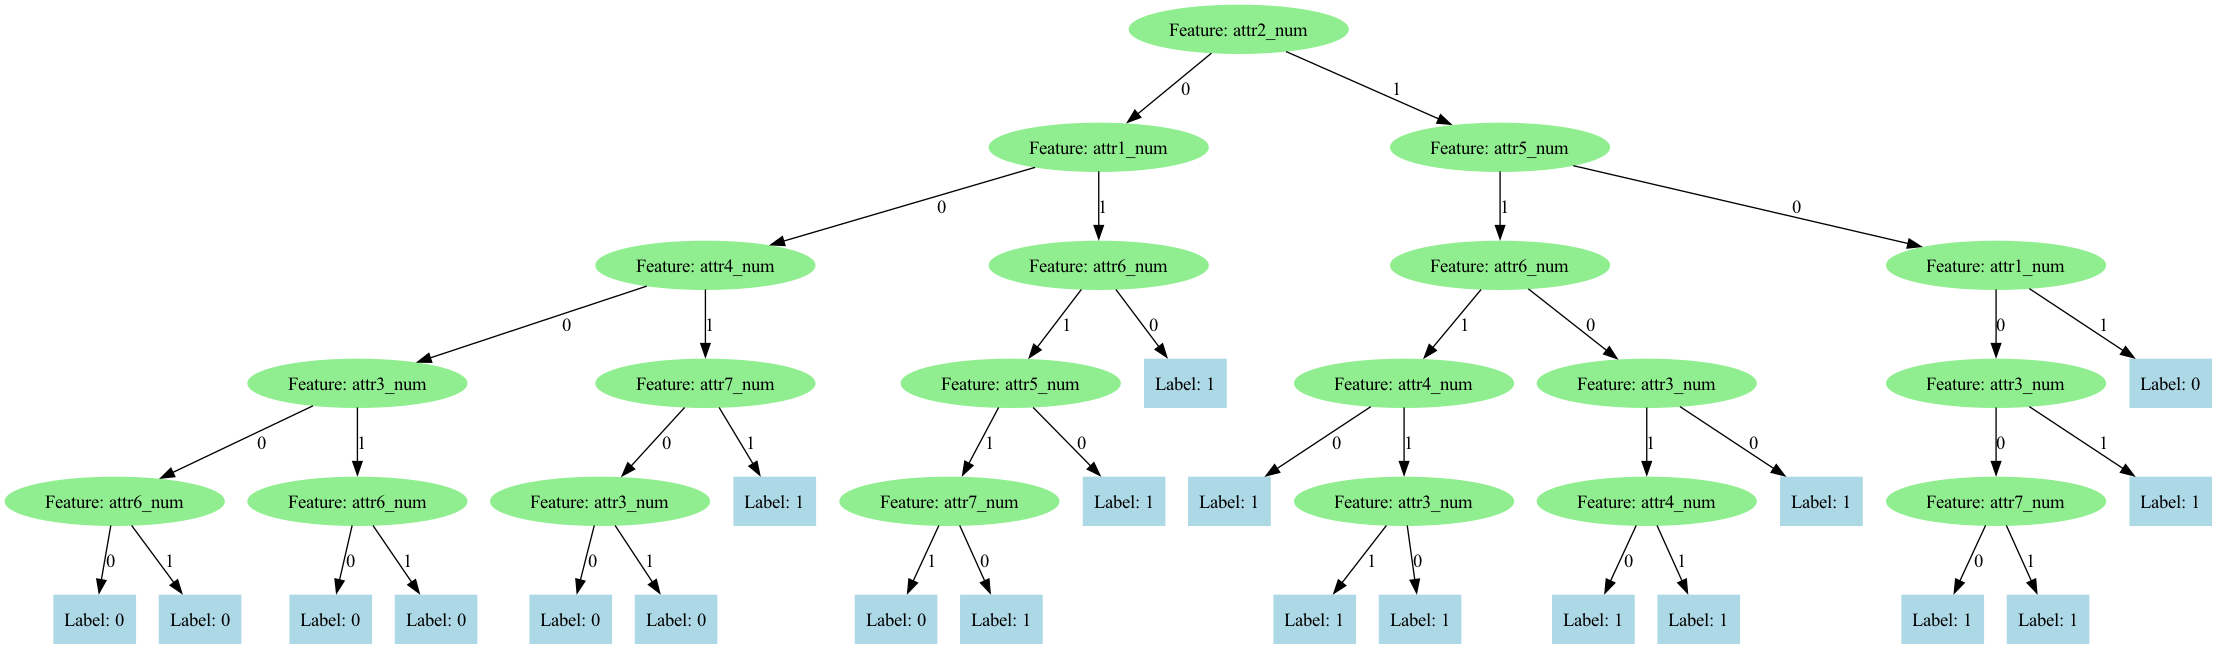 Feature: attr2_num
0
1
Feature: attr1_num
Feature: attr5_num
0
1
1
0
Feature: attr4_num
Feature: attr6_num
Feature: attr6_num
Feature: attr1_num
0
1
1
0
1
0
0
1
Feature: attr3_num
Feature: attr7_num
Feature: attr5_num
Label: 1
Feature: attr4_num
Feature: attr3_num
Feature: attr3_num
Label: 0
0
1
0
1
1
0
0
1
1
0
0
1
Feature: attr6_num
Feature: attr6_num
Feature: attr3_num
Label: 1
Feature: attr7_num
Label: 1
Label: 1
Feature: attr3_num
Feature: attr4_num
Label: 1
Feature: attr7_num
Label: 1
0
1
0
1
0
1
1
0
1
0
0
1
0
1
Label: 0
Label: 0
Label: 0
Label: 0
Label: 0
Label: 0
Label: 0
Label: 1
Label: 1
Label: 1
Label: 1
Label: 1
Label: 1
Label: 1